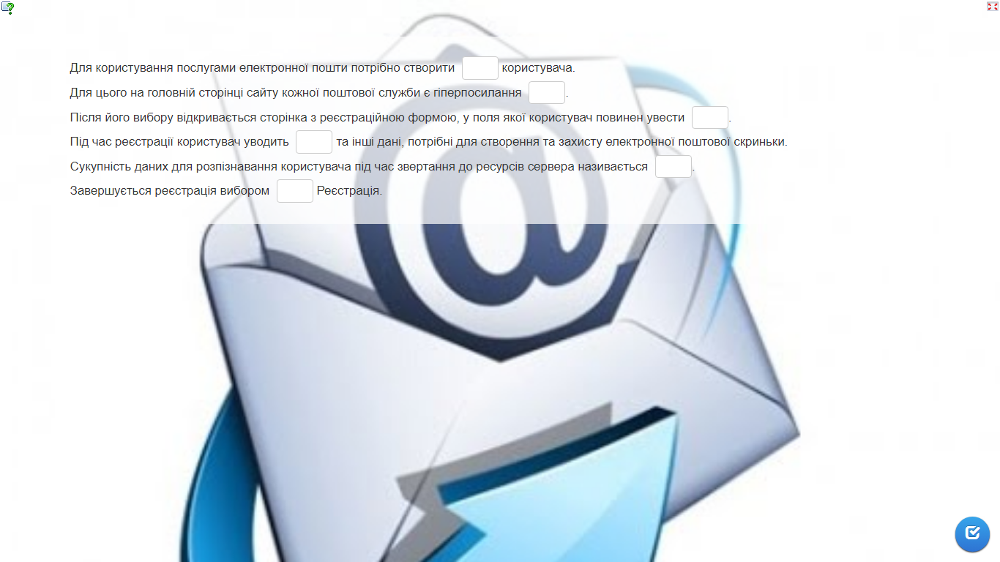 Для користування послугами електронної пошти потрібно створити користувача.
Для цього на головній сторінці сайту кожної поштової служби є гіперпосилання .
Після його вибору відкривається сторінка з реєстраційною формою, у поля якої користувач повинен увести .
Під час реєстрації користувач уводить та інші дані, потрібні для створення та захисту електронної поштової скриньки.
Сукупність даних для розпізнавання користувача під час звертання до ресурсів сервера називається .
Завершується реєстрація вибором Реєстрація.